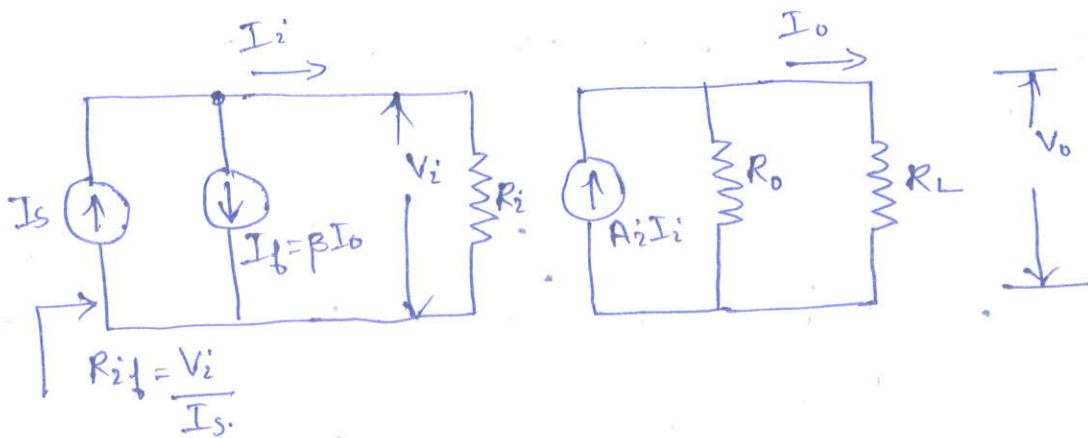 Ii
Io
Is
If = βIo
Vi
Ri
AiIi
Ro
RL
Vo
Rif = Vi
Is.